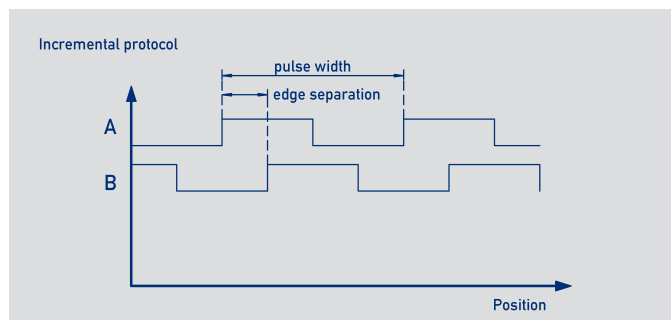 Incremental protocol
pulse width
edge separation
A
B
Position